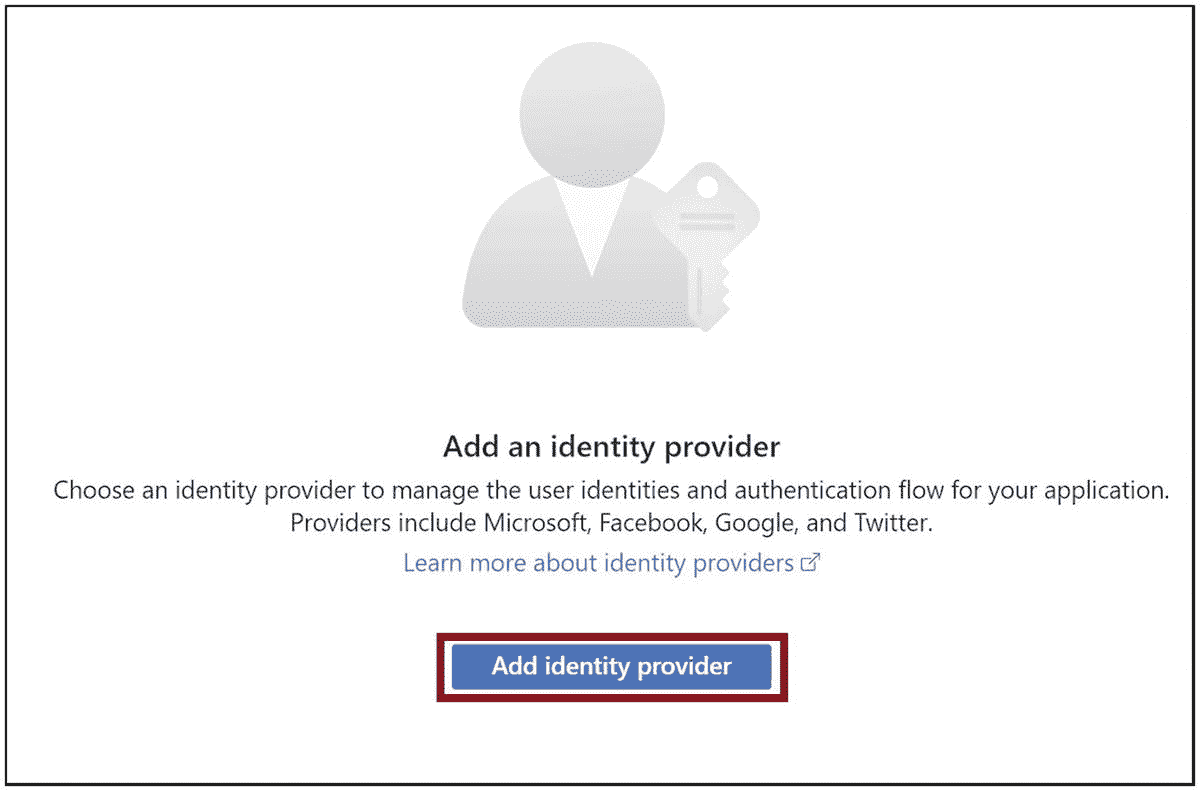 Add an identity provider
Choose an identity provider to manage the user identities and authentication flow for your application.
Providers include Microsoft, Facebook, Google, and Twitter.
Learn more about identity providers
Add identity provider